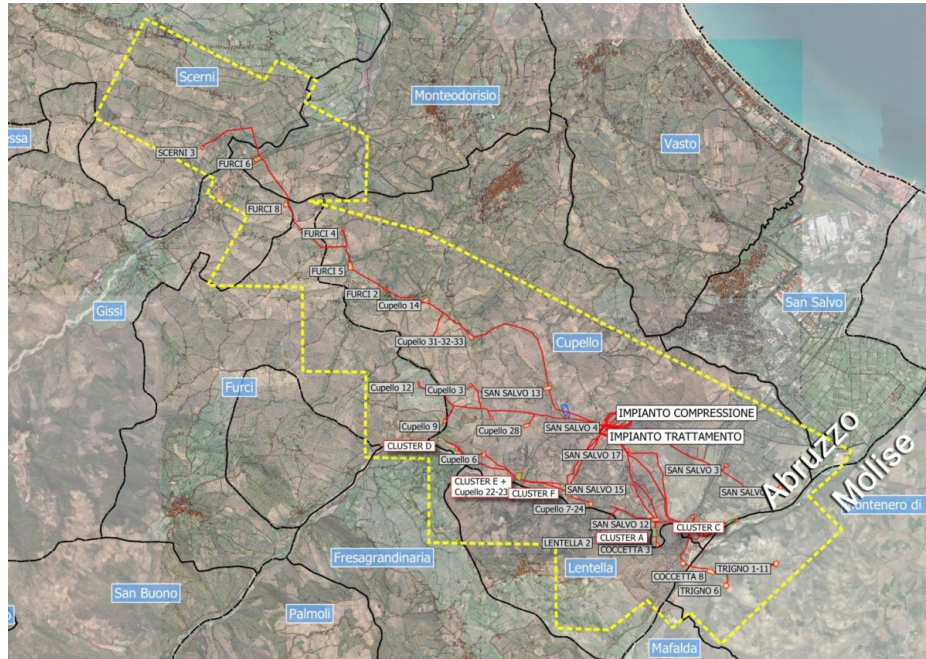 Scerni
Monteodorisio
essa
SCERNI 3
FURCI 6
Vasto
FURCI 8
FURCI 4
FURCI 5
Gissi
FURCI 2
Cupello 14
San Salvo
Cupello 31-32-33
Cupello
Furci
Cupello 12
Cupello 3
SAN SALVO 13
Cupello 9
Cupello 28
SAN SALVO 4
IMPIANTO COMPRESSIONE
IMPIANTO TRATTAMENTO
CLUSTER D
Cupello 6
SAN SALVO 17
SAN SALVO 3
Abruzzo
Molise
CLUSTER E +
Cupello 22-23
CLUSTER F
SAN SALVO 15
SAN SALVO
ontenero di
Cupello 7-24
SAN SALVO 12
CLUSTER C
LENTELLA 2
CLUSTER A
COCCETTA 3
Fresagrandinaria
Lentella
COCCETTA 8
TRIGNO 1-11
TRIGNO 6
San Buono
Palmoli
Mafalda